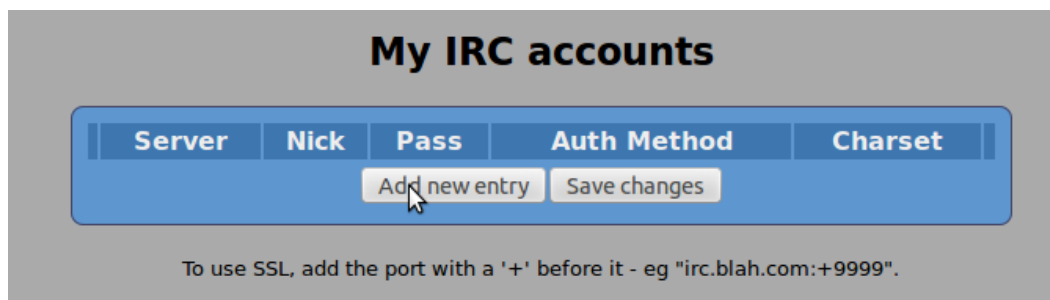 My IRC accounts
Server Nick Pass Auth Method Charset
Add new entry Save changes
To use SSL, add the port with a '+' before it - eg "irc.blah.com:+9999".